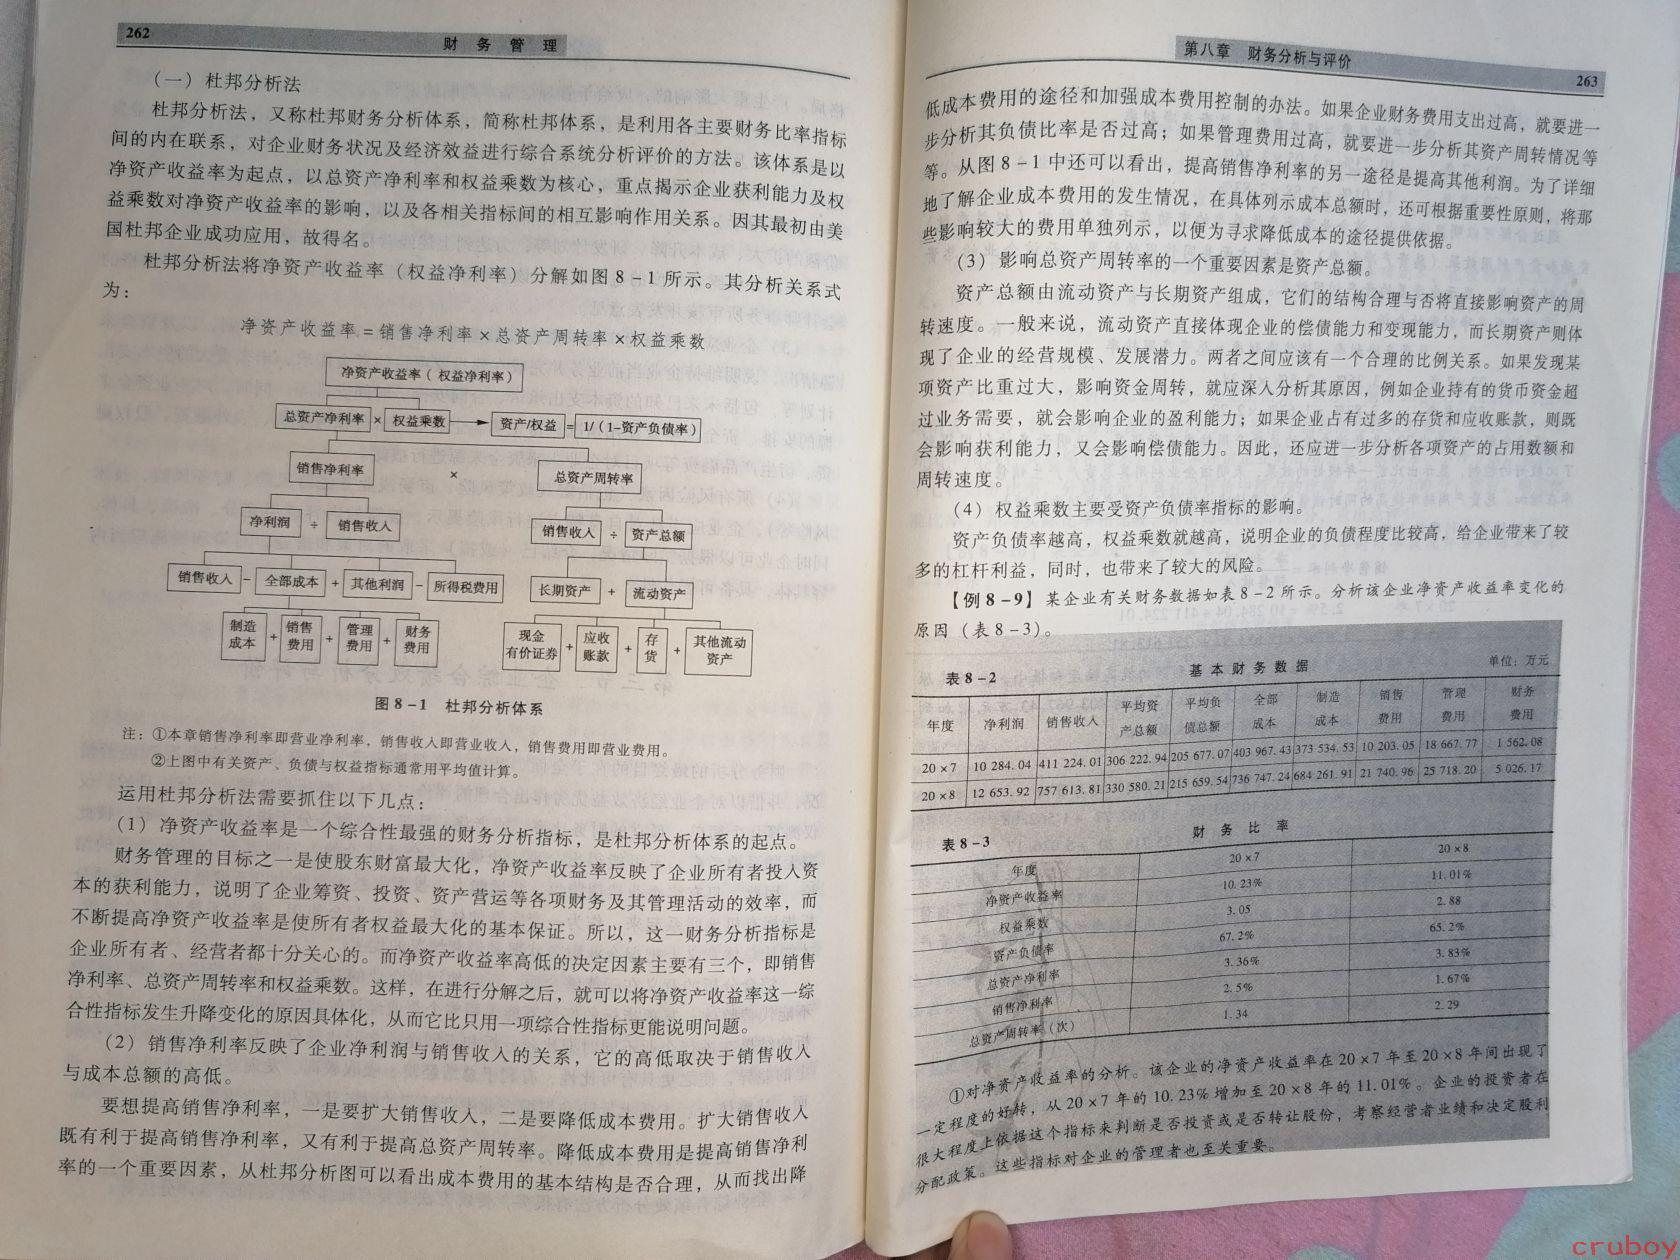 262
财 务 管 理
（一）杜邦分析法
杜邦分析法，又称杜邦财务分析体系，简称杜邦体系，是利用各主要财务比率指标
间的内在联系，对企业财务状况及经济效益进行综合系统分析评价的方法。该体系是以
净资产收益率为起点，以总资产净利率和权益乘数为核心，重点揭示企业获利能力及权
益乘数对净资产收益率的影响，以及各相关指标间的相互影响作用关系。因其最初由美
国杜邦企业成功应用，故得名。
杜邦分析法将净资产收益率（权益净利率）分解如图8-1所示。其分析关系式
为：
净资产收益率=销售净利率×总资产周转率×权益乘数
净资产收益率（权益净利率）
总资产净利率 × 权益乘数 资产/权益 = 1/（1-资产负债率）
销售净利率 × 总资产周转率
净利润 ÷ 销售收入 销售收入 ÷ 资产总额
销售收入 - 全部成本 + 其他利润 - 所得税费用 长期资产 + 流动资产
制造成本 + 销售费用 + 管理费用 + 财务费用 现金有价证券 + 应收账款 + 存货 + 其他流动资产
图8-1 杜邦分析体系
注：①本章销售净利率即营业净利率，销售收入即营业收入，销售费用即营业费用。
②上图中有关资产、负债与权益指标通常用平均值计算。
运用杜邦分析法需要抓住以下几点：
（1）净资产收益率是一个综合性最强的财务分析指标，是杜邦分析体系的起点。
财务管理的目标之一是使股东财富最大化，净资产收益率反映了企业所有者投入资
本的获利能力，说明了企业筹资、投资、资产营运等各项财务及其管理活动的效率，而
不断提高净资产收益率是使所有者权益最大化的基本保证。所以，这一财务分析指标是
企业所有者、经营者都十分关心的。而净资产收益率高低的决定因素主要有三个，即销售
净利率、总资产周转率和权益乘数。这样，在进行分解之后，就可以将净资产收益率这一综
合性指标发生升降变化的原因具体化，从而它比只用一项综合性指标更能说明问题。
（2）销售净利率反映了企业净利润与销售收入的关系，它的高低取决于销售收入
与成本总额的高低。
要想提高销售净利率，一是要扩大销售收入，二是要降低成本费用。扩大销售收入
既有利于提高销售净利率，又有利于提高总资产周转率。降低成本费用是提高销售净利
率的一个重要因素，从杜邦分析图可以看出成本费用的基本结构是否合理，从而找出降
第八章 财务分析与评价
263
低成本费用的途径和加强成本费用控制的办法。如果企业财务费用支出过高，就要进一
步分析其负债比率是否过高；如果管理费用过高，就要进一步分析其资产周转情况等
等。从图8-1中还可以看出，提高销售净利率的另一途径是提高其他利润。为了详细
地了解企业成本费用的发生情况，在具体列示成本总额时，还可根据重要性原则，将那
些影响较大的费用单独列示，以便为寻求降低成本的途径提供依据。
（3）影响总资产周转率的一个重要因素是资产总额。
资产总额由流动资产与长期资产组成，它们的结构合理与否将直接影响资产的周
转速度。一般来说，流动资产直接体现企业的偿债能力和变现能力，而长期资产则体
现了企业的经营规模、发展潜力。两者之间应该有一个合理的比例关系。如果发现某
项资产比重过大，影响资金周转，就应深入分析其原因，例如企业持有的货币资金超
过业务需要，就会影响企业的盈利能力；如果企业占有过多的存货和应收账款，则既
会影响获利能力，又会影响偿债能力。因此，还应进一步分析各项资产的占用数额和
周转速度。
（4）权益乘数主要受资产负债率指标的影响。
资产负债率越高，权益乘数就越高，说明企业的负债程度比较高，给企业带来了较
多的杠杆利益，同时，也带来了较大的风险。
【例8-9】某企业有关财务数据如表8-2所示。分析该企业净资产收益率变化的
原因（表8-3）。
表8-2 基本财务数据 单位：万元
年度 净利润 销售收入 平均资产总额 平均负债总额 全部成本 制造成本 销售费用 管理费用 财务费用
20×7 10 284.04 411 224.01 306 222.94 205 677.07 403 967.43 373 534.53 10 203.05 18 667.77 1 562.08
20×8 12 653.92 757 613.81 330 580.21 215 659.54 736 747.24 684 261.91 21 740.96 25 718.20 5 026.17
表8-3 财务比率
年度 20×7 20×8
净资产收益率 10.23% 11.01%
权益乘数 3.05 2.88
资产负债率 67.2% 65.2%
总资产净利率 3.36% 3.83%
销售净利率 2.5% 1.67%
总资产周转率（次） 1.34 2.29
①对净资产收益率的分析。该企业的净资产收益率在20×7年至20×8年间出现了
一定程度的好转，从20×7年的10.23%增加至20×8年的11.01%。企业的投资者在
很大程度上依据这个指标来判断是否投资或是否转让股份，考察经营者业绩和决定股利
分配政策。这些指标对企业的管理者也至关重要。
cruboy